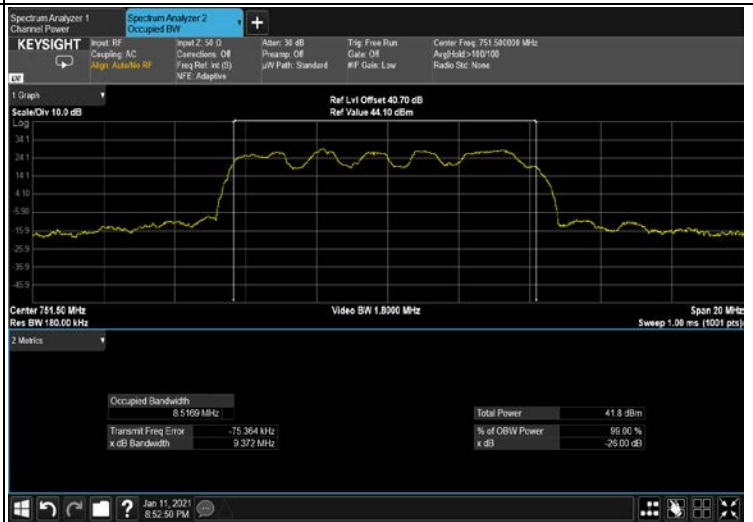 Spectrum Analyzer 1
Channel Power
Spectrum Analyzer 2
Occupied BW
+
KEYSIGHT
Input: RF
Coupling: AC
Align: Auto/No RF
Input Z: 50 Ω
Corrections: Off
Freq Ref: Int (S)
NFE: Adaptive
Atten: 30 dB
Preamp: Off
µW Path: Standard
Trig: Free Run
Gate: Off
#IF Gain: Low
Center Freq: 751.500000 MHz
Avg|Hold:>100/100
Radio Std: None
1 Graph
Scale/Div 10.0 dB
Ref Lvl Offset 40.70 dB
Ref Value 44.10 dBm
Log
34.1
24.1
14.1
4.10
-5.90
-15.9
-25.9
-35.9
-45.9
Center 751.50 MHz
Res BW 180.00 kHz
Video BW 1.8000 MHz
Span 20 MHz
Sweep 1.00 ms (1001 pts)
2 Metrics
Occupied Bandwidth
8.5169 MHz
Transmit Freq Error -75.364 kHz
x dB Bandwidth 9.372 MHz
Total Power 41.8 dBm
% of OBW Power 99.00 %
x dB -26.00 dB
?
Jan 11, 2021
8:52:50 PM